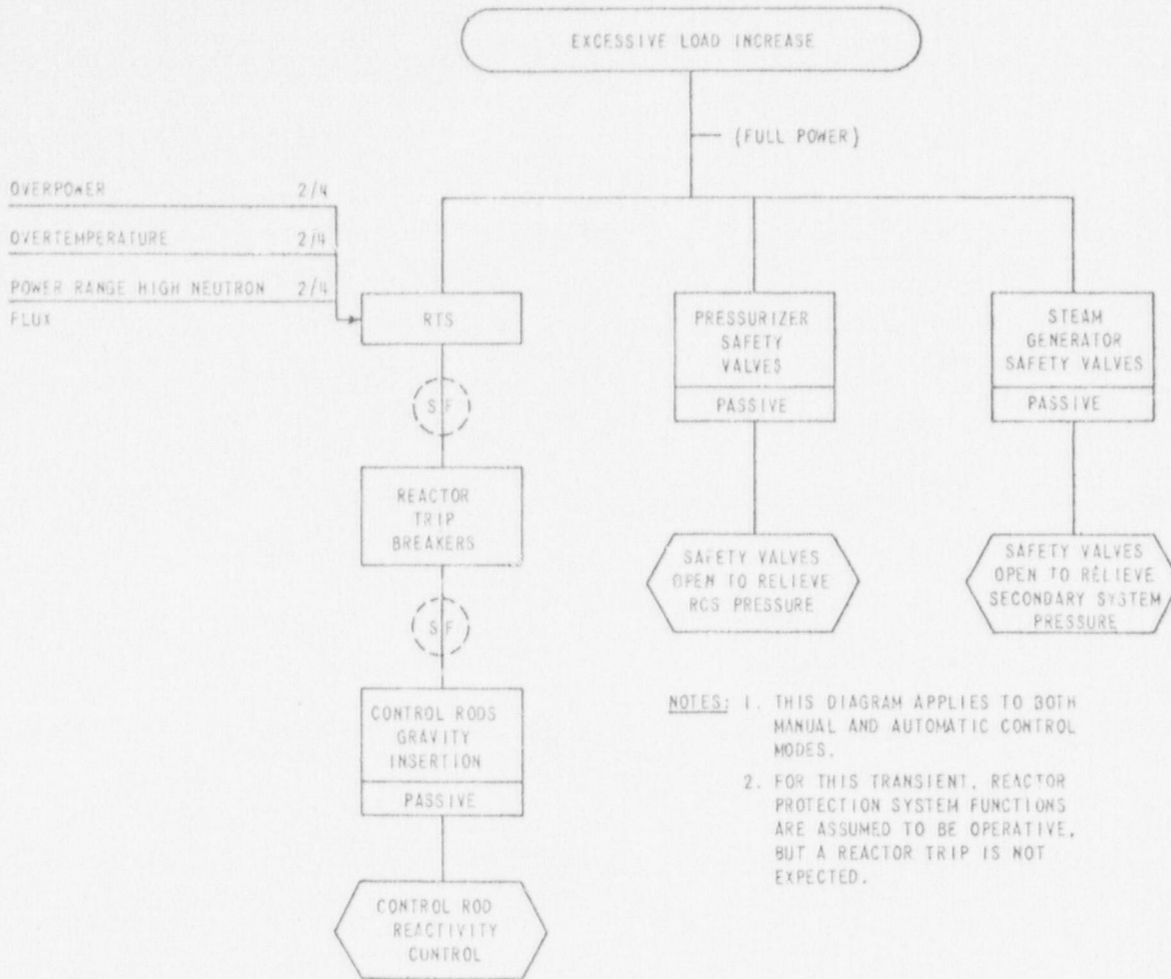 EXCESSIVE LOAD INCREASE
(FULL POWER)
OVERPOWER 2/4
OVERTEMPERATURE 2/4
POWER RANGE HIGH NEUTRON 2/4
FLUX
RTS
S F
REACTOR
TRIP
BREAKERS
S F
CONTROL RODS
GRAVITY
INSERTION
PASSIVE
CONTROL ROD
REACTIVITY
CONTROL
PRESSURIZER
SAFETY
VALVES
PASSIVE
SAFETY VALVES
OPEN TO RELIEVE
RCS PRESSURE
STEAM
GENERATOR
SAFETY VALVES
PASSIVE
SAFETY VALVES
OPEN TO RELIEVE
SECONDARY SYSTEM
PRESSURE
NOTES: 1. THIS DIAGRAM APPLIES TO BOTH
MANUAL AND AUTOMATIC CONTROL
MODES.
2. FOR THIS TRANSIENT, REACTOR
PROTECTION SYSTEM FUNCTIONS
ARE ASSUMED TO BE OPERATIVE,
BUT A REACTOR TRIP IS NOT
EXPECTED.